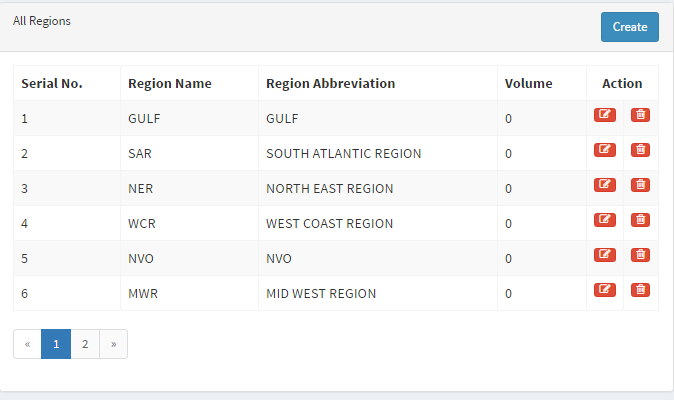 All Regions
Create
Serial No. Region Name Region Abbreviation Volume Action
1 GULF GULF 0
2 SAR SOUTH ATLANTIC REGION 0
3 NER NORTH EAST REGION 0
4 WCR WEST COAST REGION 0
5 NVO NVO 0
6 MWR MID WEST REGION 0
« 1 2 »